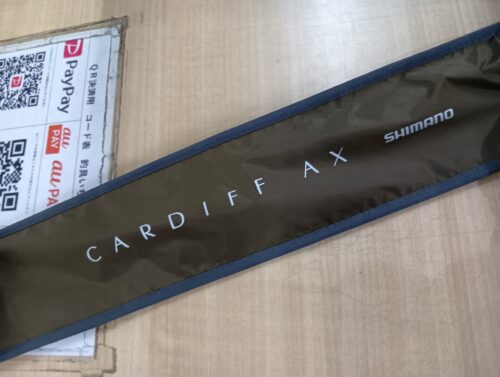 CARDIFF AX
SHIMANO
PayPay
QR決済用 コード表
au PAY